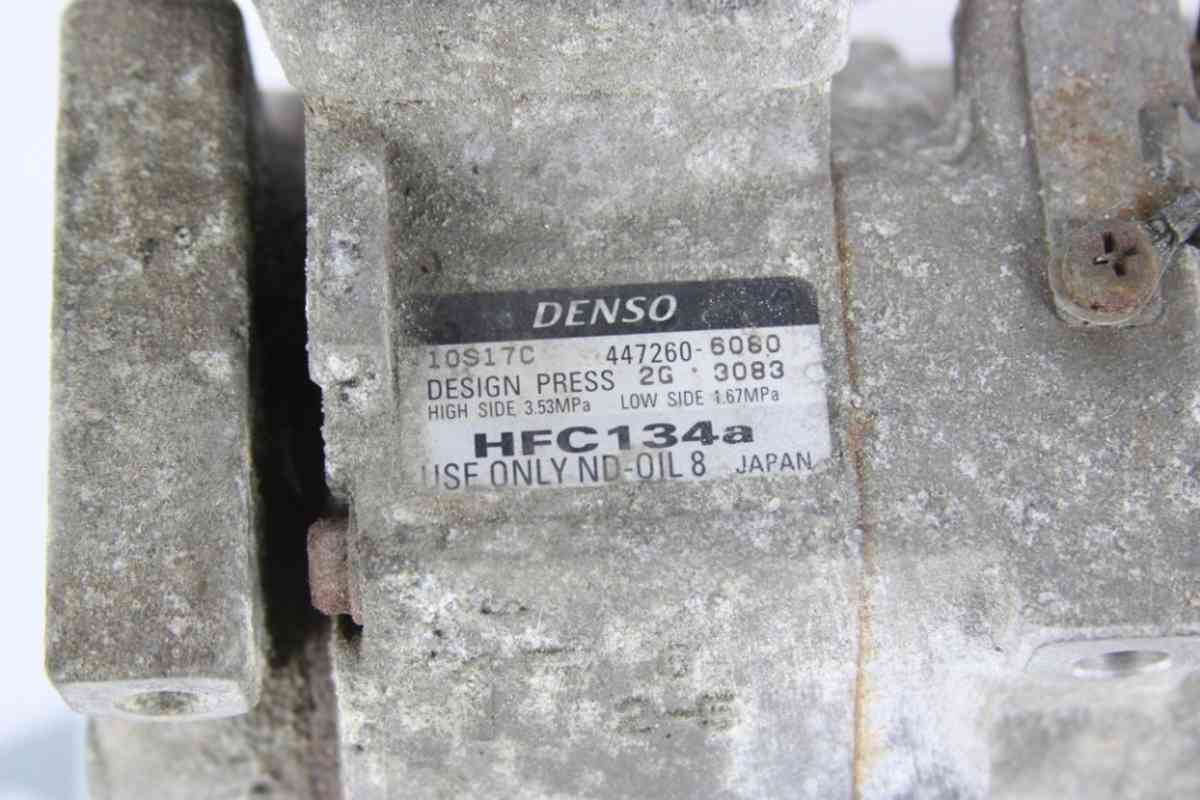 DENSO
10S17C 447260-6080
DESIGN PRESS 2G 3083
HIGH SIDE 3.53MPa LOW SIDE 1.67MPa
HFC134a
USE ONLY ND-OIL 8 JAPAN